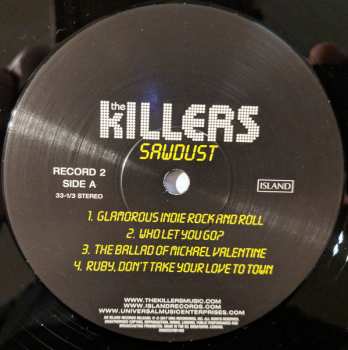 the
KILLERS
SAWDUST
RECORD 2
SIDE A
33-1/3 STEREO
ISLAND
1. GLAMOROUS INDIE ROCK AND ROLL
2. WHO LET YOU GO?
3. THE BALLAD OF MICHAEL VALENTINE
4. RUBY, DON'T TAKE YOUR LOVE TO TOWN
WWW.THEKILLERSMUSIC.COM
WWW.ISLANDRECORDS.COM
WWW.UNIVERSALMUSICENTERPRISES.COM